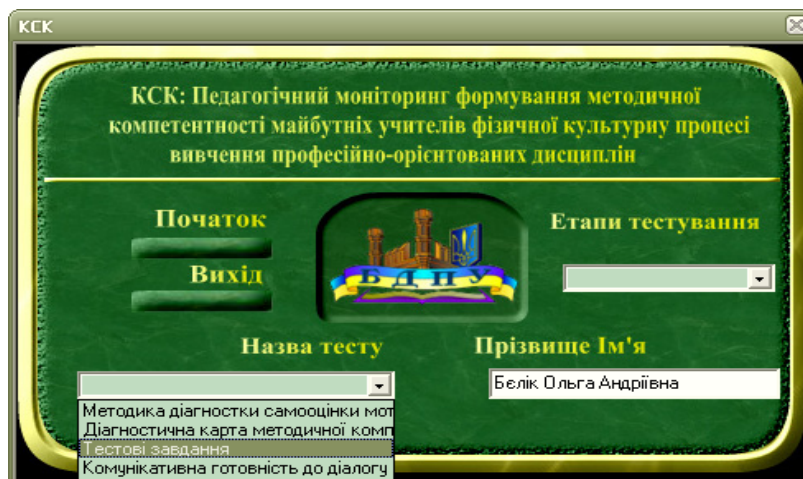 КСК
КСК: Педагогічний моніторинг формування методичної
компетентності майбутніх учителів фізичної культуриу процесі
вивчення професійно-орієнтованих дисциплін
Початок
Вихід
БДПУ
Етапи тестування
Назва тесту
Прізвище Ім'я
Бєлік Ольга Андріївна
Методика діагностки самооцінки мот
Діагностична карта методичної комп
Тестові завдання
Комунікативна готовність до діалогу